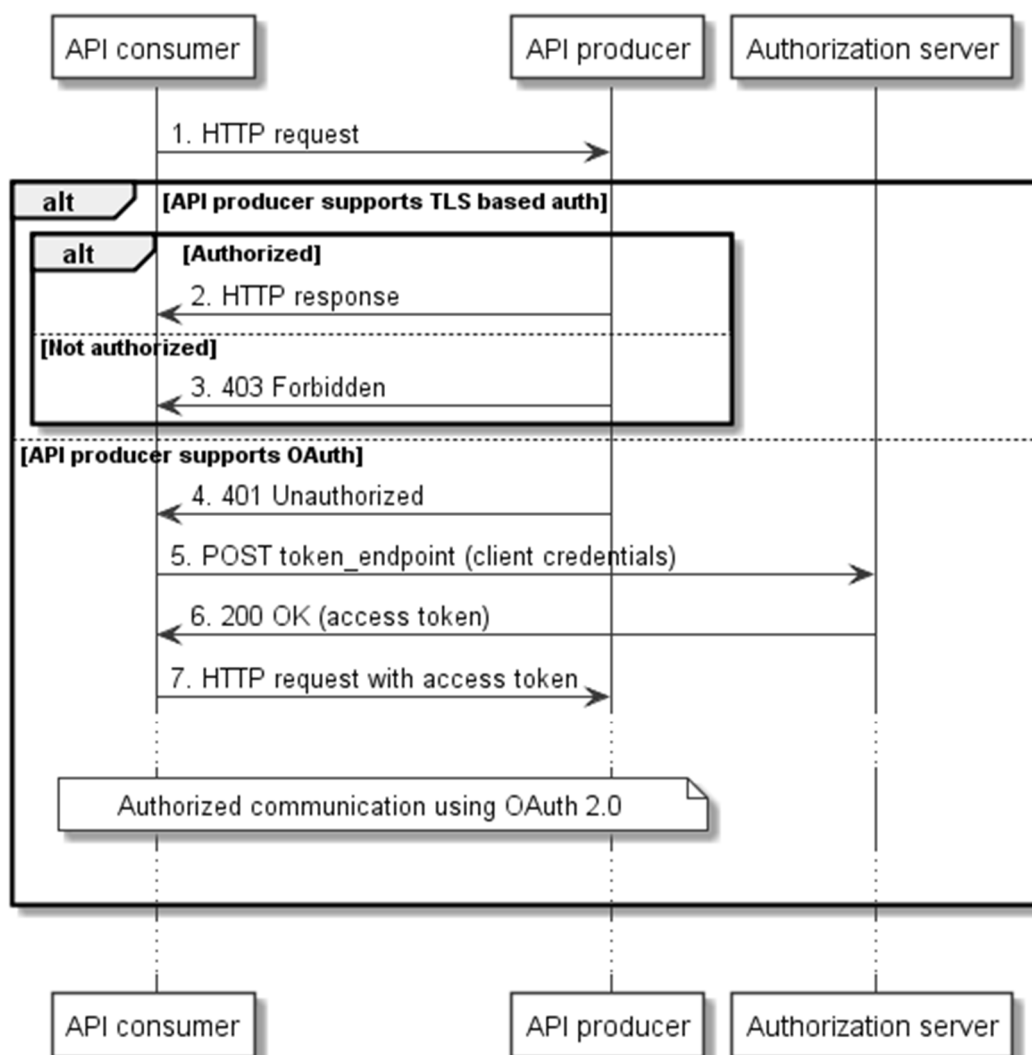 API consumer
API producer
Authorization server
1. HTTP request
alt
[API producer supports TLS based auth]
alt
[Authorized]
2. HTTP response
[Not authorized]
3. 403 Forbidden
[API producer supports OAuth]
4. 401 Unauthorized
5. POST token_endpoint (client credentials)
6. 200 OK (access token)
7. HTTP request with access token
Authorized communication using OAuth 2.0
API consumer
API producer
Authorization server